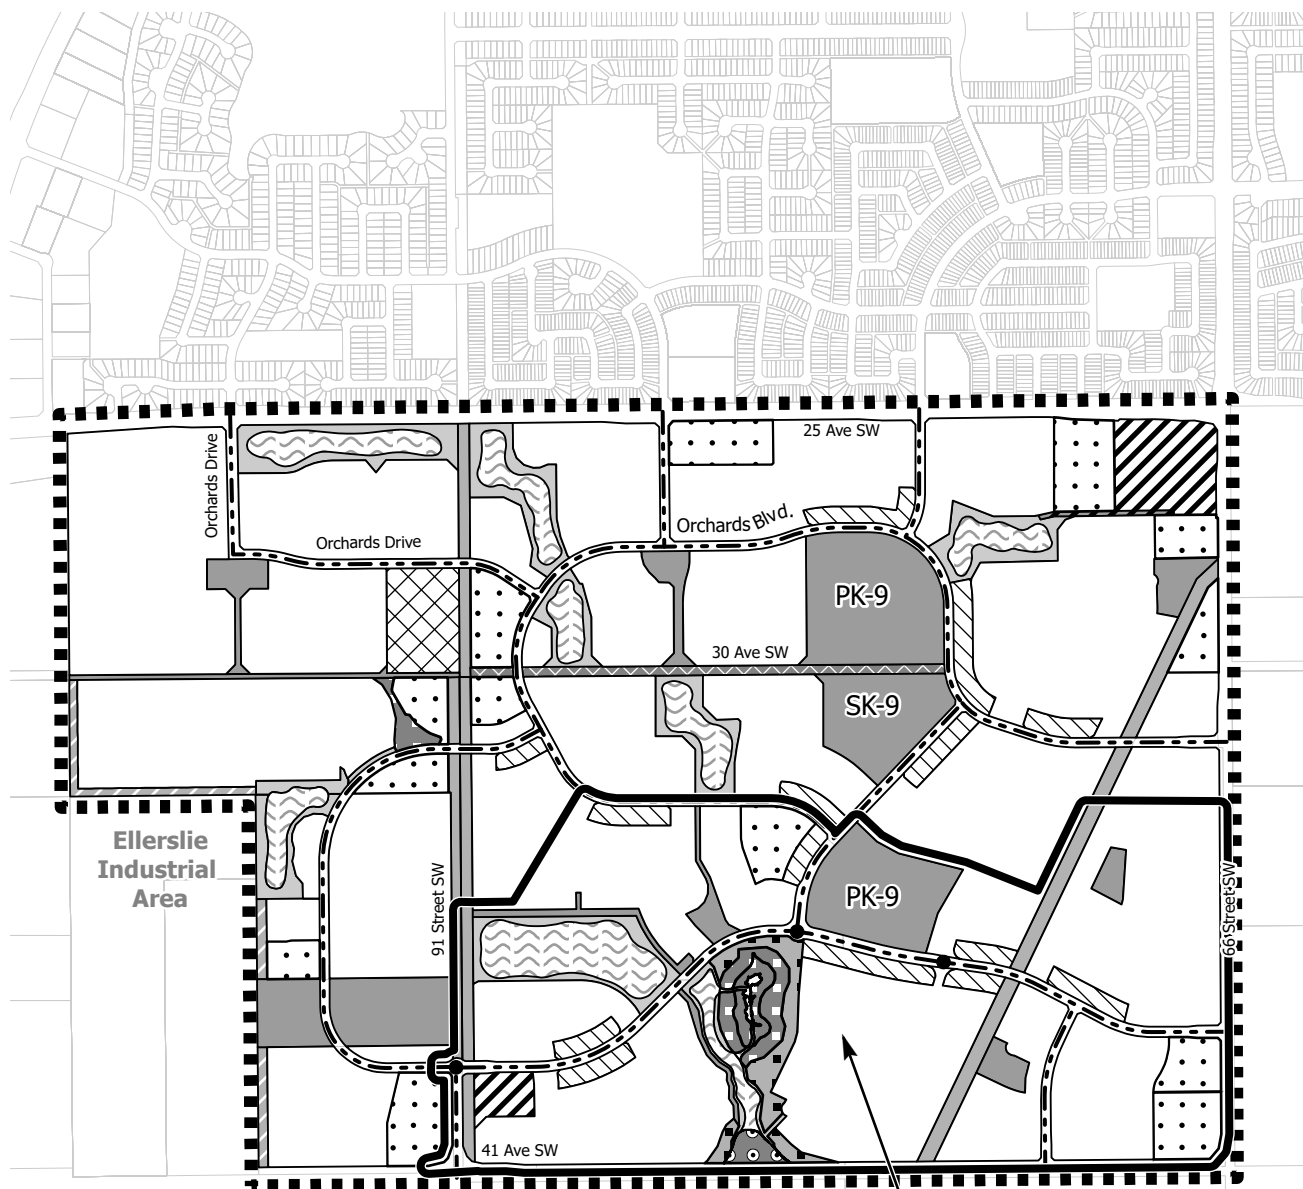 25 Ave SW
Orchards Drive
Orchards Blvd.
Orchards Drive
PK-9
30 Ave SW
SK-9
Ellerslie
Industrial
Area
PK-9
91 Street SW
66 Street SW
41 Ave SW